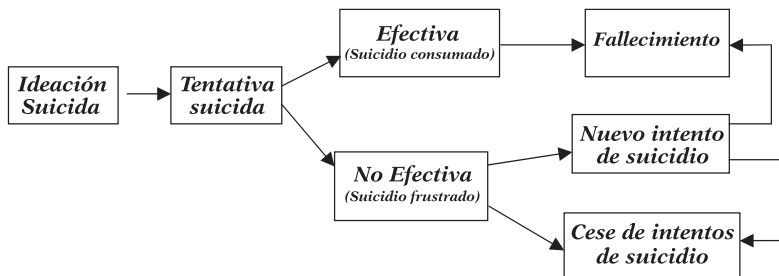 Ideación
Suicida
Tentativa
suicida
Efectiva
(Suicidio consumado)
Fallecimiento
No Efectiva
(Suicidio frustrado)
Nuevo intento
de suicidio
Cese de intentos
de suicidio